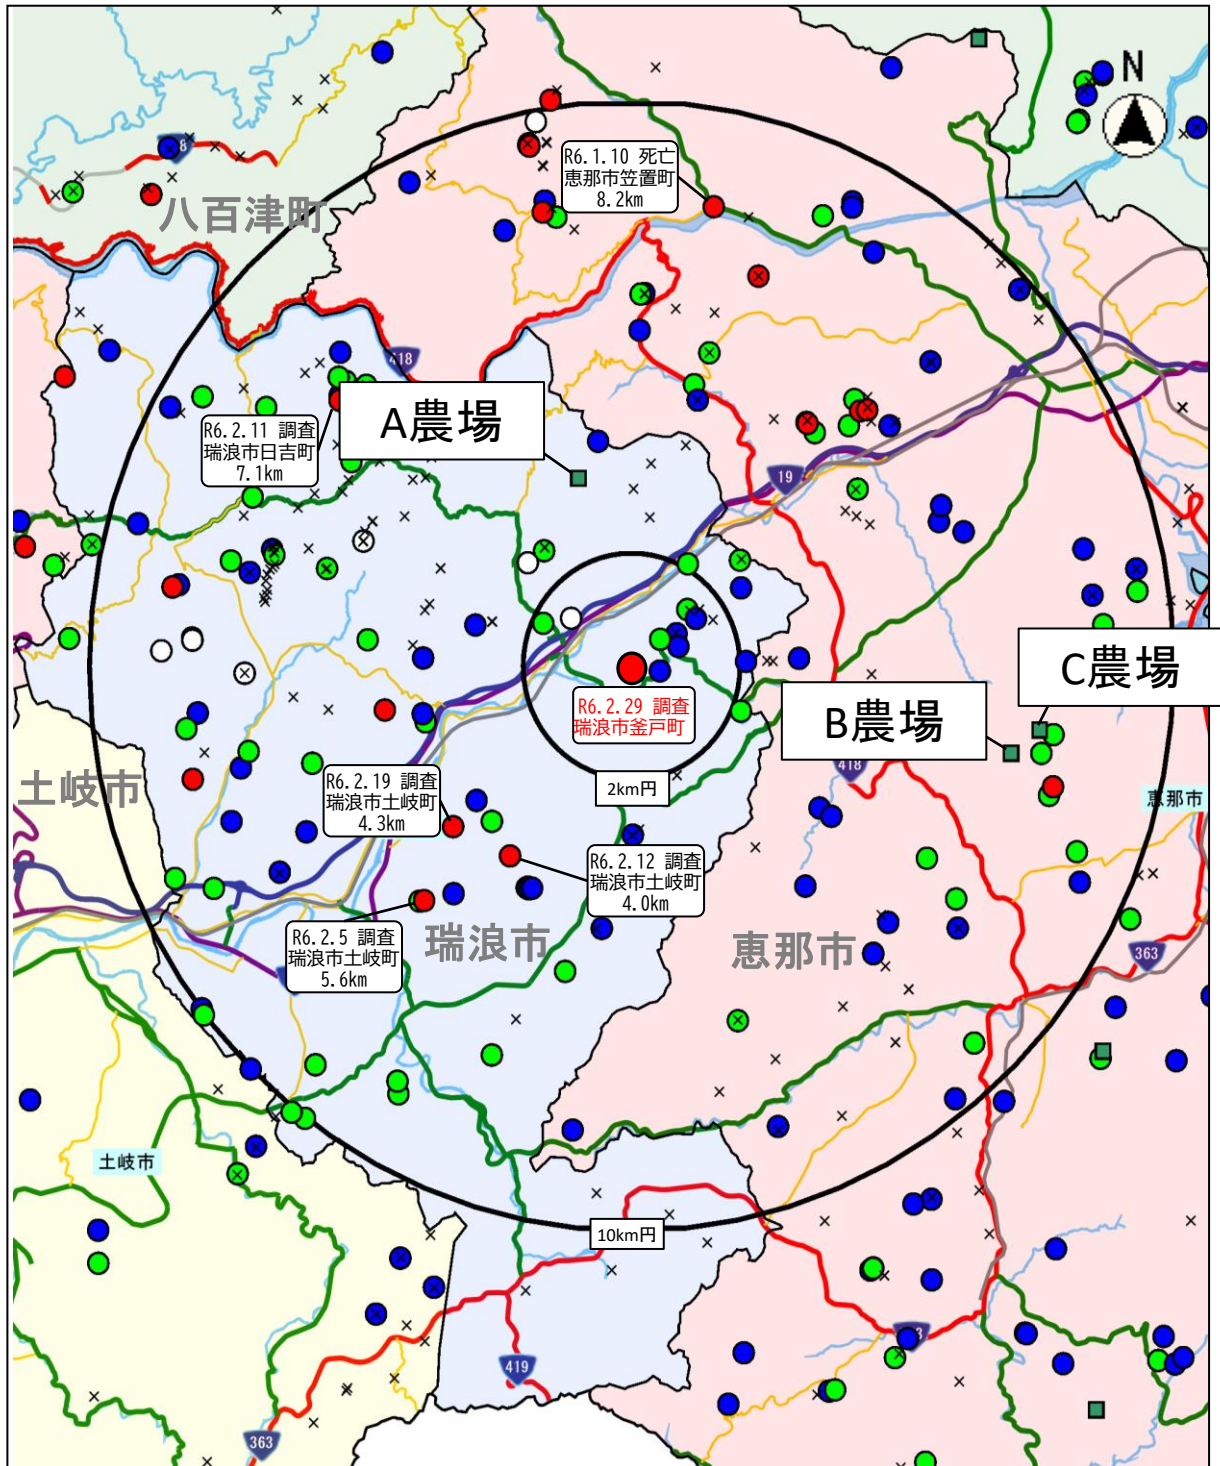 N
R6.1.10 死亡
恵那市笠置町
8.2km
八百津町
418
A農場
R6.2.11 調査
瑞浪市日吉町
7.1km
19
C農場
B農場
R6.2.29 調査
瑞浪市釜戸町
418
2km円
土岐市
R6.2.19 調査
瑞浪市土岐町
4.3km
恵那市
R6.2.12 調査
瑞浪市土岐町
4.0km
R6.2.5 調査
瑞浪市土岐町
5.6km
瑞浪市
恵那市
363
土岐市
10km円
419
363